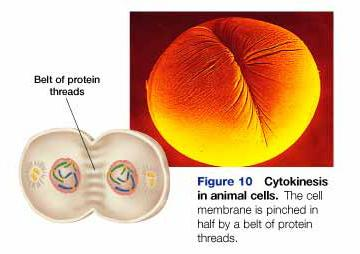 Belt of protein
threads
Figure 10 Cytokinesis
in animal cells. The cell
membrane is pinched in
half by a belt of protein
threads.